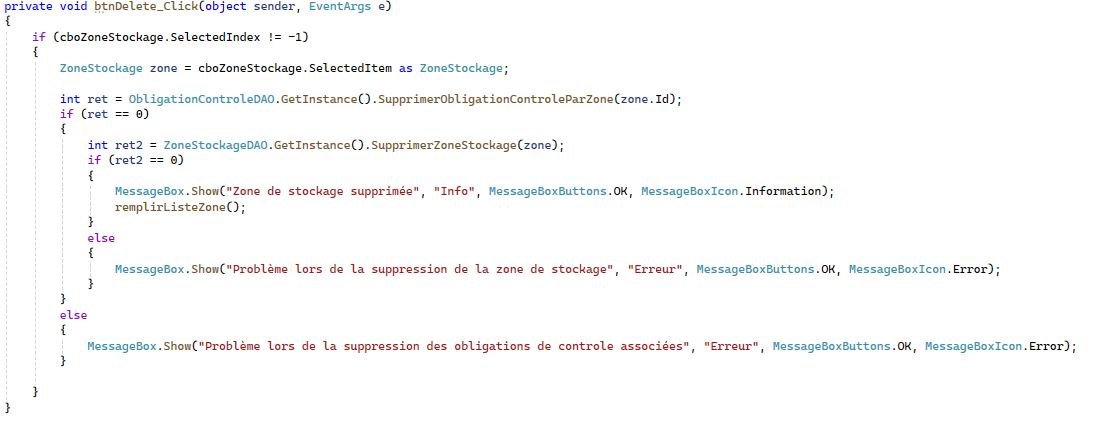 private void btnDelete_Click(object sender, EventArgs e)
{
    if (cboZoneStockage.SelectedIndex != -1)
    {
        ZoneStockage zone = cboZoneStockage.SelectedItem as ZoneStockage;
        int ret = ObligationControleDAO.GetInstance().SupprimerObligationControleParZone(zone.Id);
        if (ret == 0)
        {
            int ret2 = ZoneStockageDAO.GetInstance().SupprimerZoneStockage(zone);
            if (ret2 == 0)
            {
                MessageBox.Show("Zone de stockage supprimée", "Info", MessageBoxButtons.OK, MessageBoxIcon.Information);
                remplirListeZone();
            }
            else
            {
                MessageBox.Show("Problème lors de la suppression de la zone de stockage", "Erreur", MessageBoxButtons.OK, MessageBoxIcon.Error);
            }
        }
        else
        {
            MessageBox.Show("Problème lors de la suppression des obligations de controle associées", "Erreur", MessageBoxButtons.OK, MessageBoxIcon.Error);
        }
    }
}